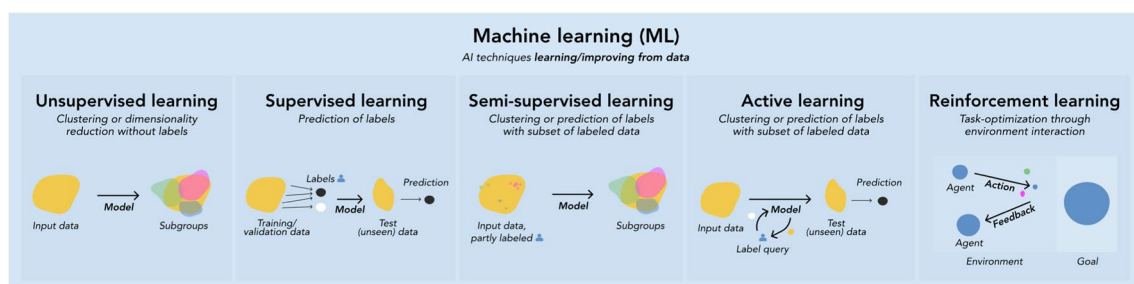 Machine learning (ML)
AI techniques learning/improving from data
Unsupervised learning
Clustering or dimensionality
reduction without labels
Model
Input data
Subgroups
Supervised learning
Prediction of labels
Labels
Prediction
Model
Training/
validation data
Test
(unseen) data
Semi-supervised learning
Clustering or prediction of labels
with subset of labeled data
Model
Input data,
partly labeled
Subgroups
Active learning
Clustering or prediction of labels
with subset of labeled data
Prediction
Model
Input data
Test
(unseen) data
Label query
Reinforcement learning
Task-optimization through
environment interaction
Agent
Action
Feedback
Agent
Environment
Goal